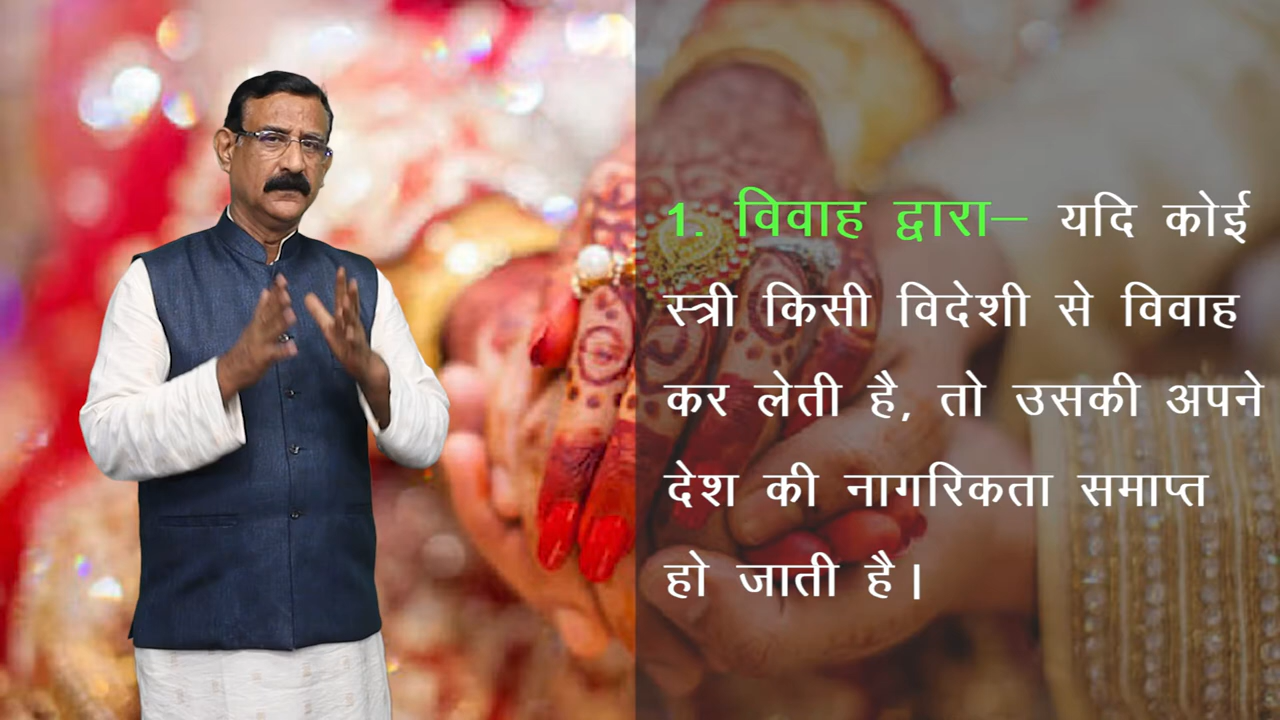 1. विवाह द्वारा– यदि कोई
स्त्री किसी विदेशी से विवाह
कर लेती है, तो उसकी अपने
देश की नागरिकता समाप्त
हो जाती है।